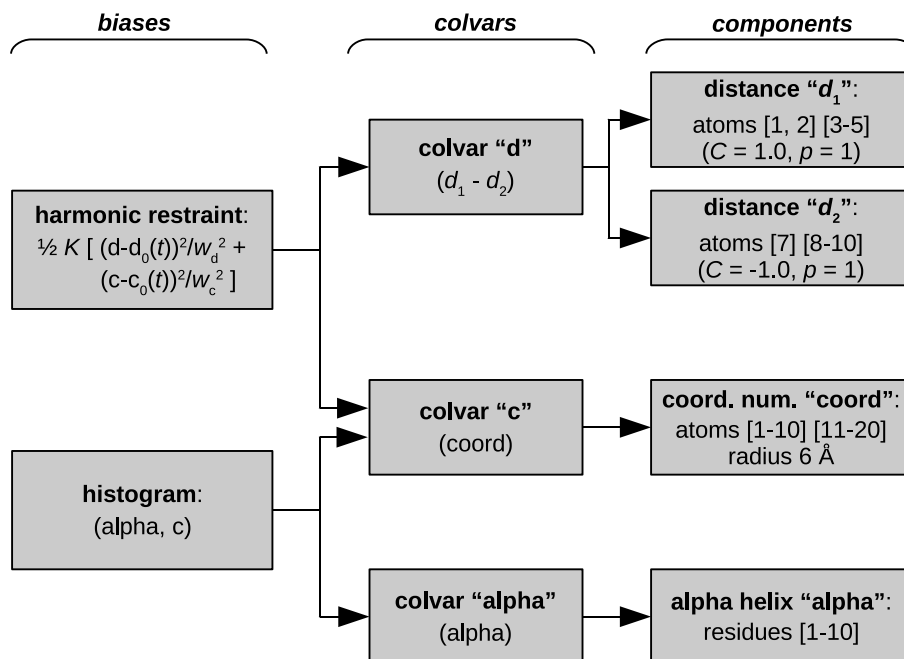 biases
colvars
components
harmonic restraint:
½ K [ (d-d₀(t))²/w_d² +
(c-c₀(t))²/w_c² ]
histogram:
(alpha, c)
colvar “d”
(d₁ - d₂)
colvar “c”
(coord)
colvar “alpha”
(alpha)
distance “d₁”:
atoms [1, 2] [3-5]
(C = 1.0, p = 1)
distance “d₂”:
atoms [7] [8-10]
(C = -1.0, p = 1)
coord. num. “coord”:
atoms [1-10] [11-20]
radius 6 Å
alpha helix “alpha”:
residues [1-10]